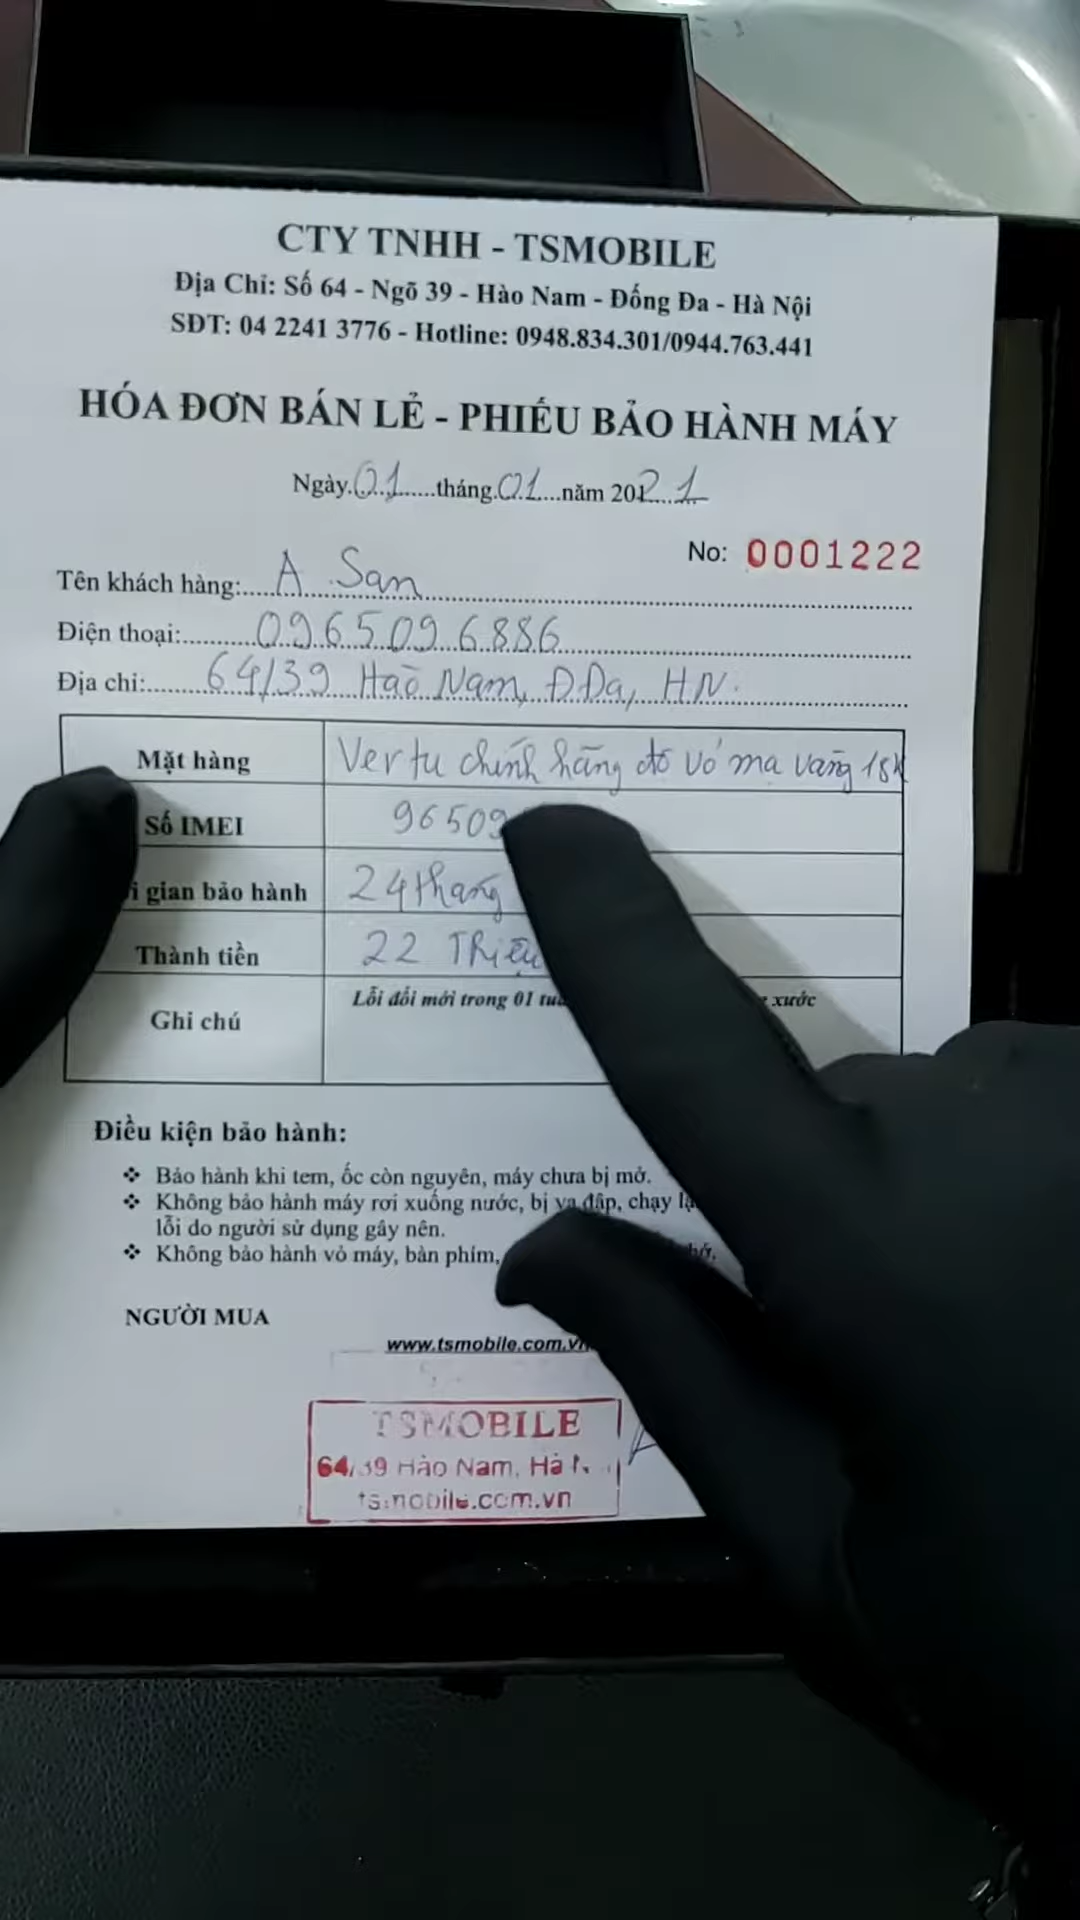 CTY TNHH - TSMOBILE
Địa Chỉ: Số 64 - Ngõ 39 - Hào Nam - Đống Đa - Hà Nội
SĐT: 04 2241 3776 - Hotline: 0948.834.301/0944.763.441
HÓA ĐƠN BÁN LẺ - PHIẾU BẢO HÀNH MÁY
Ngày.01......tháng.01....năm 2021
No: 0001222
Tên khách hàng: A San
Điện thoại: 0965096886
Địa chỉ: 64/39 Hào Nam, Đ.Đa, HN.
Mặt hàng Vertu chính hãng độ vỏ mạ vàng 18K
Số IMEI 96509
gian bảo hành 24 tháng
Thành tiền 22 Triệu
Ghi chú Lỗi đổi mới trong 01 xước
Điều kiện bảo hành:
❖ Bảo hành khi tem, ốc còn nguyên, máy chưa bị mở.
❖ Không bảo hành máy rơi xuống nước, bị va đập, chạy
lỗi do người sử dụng gây nên.
❖ Không bảo hành vỏ máy, bàn phím,
NGƯỜI MUA
www.tsmobile.com.vn
TSMOBILE
64/39 Hào Nam, Hà
tsmobile.com.vn